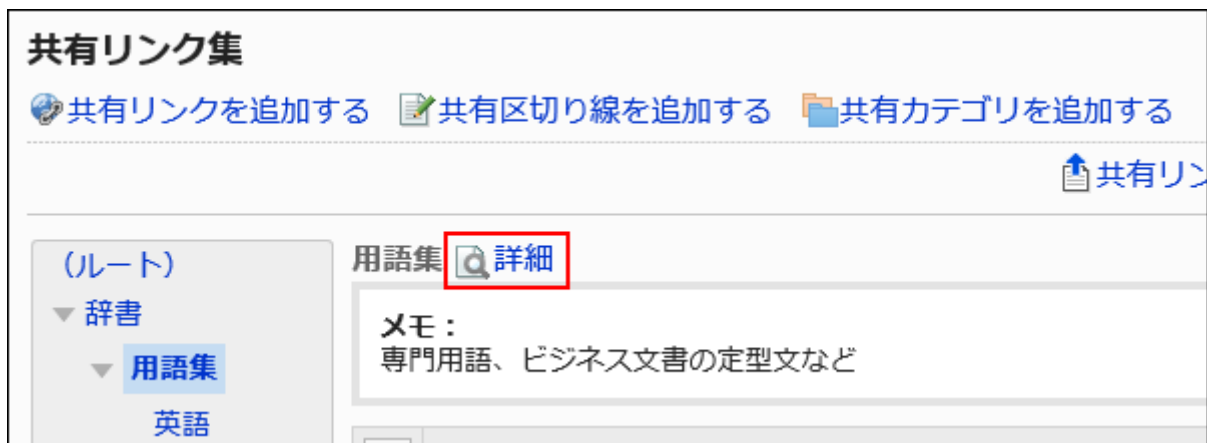 共有リンク集
共有リンクを追加する 共有区切り線を追加する 共有カテゴリを追加する
共有リン
(ルート)
辞書
用語集
英語
用語集 詳細
メモ：
専門用語、ビジネス文書の定型文など